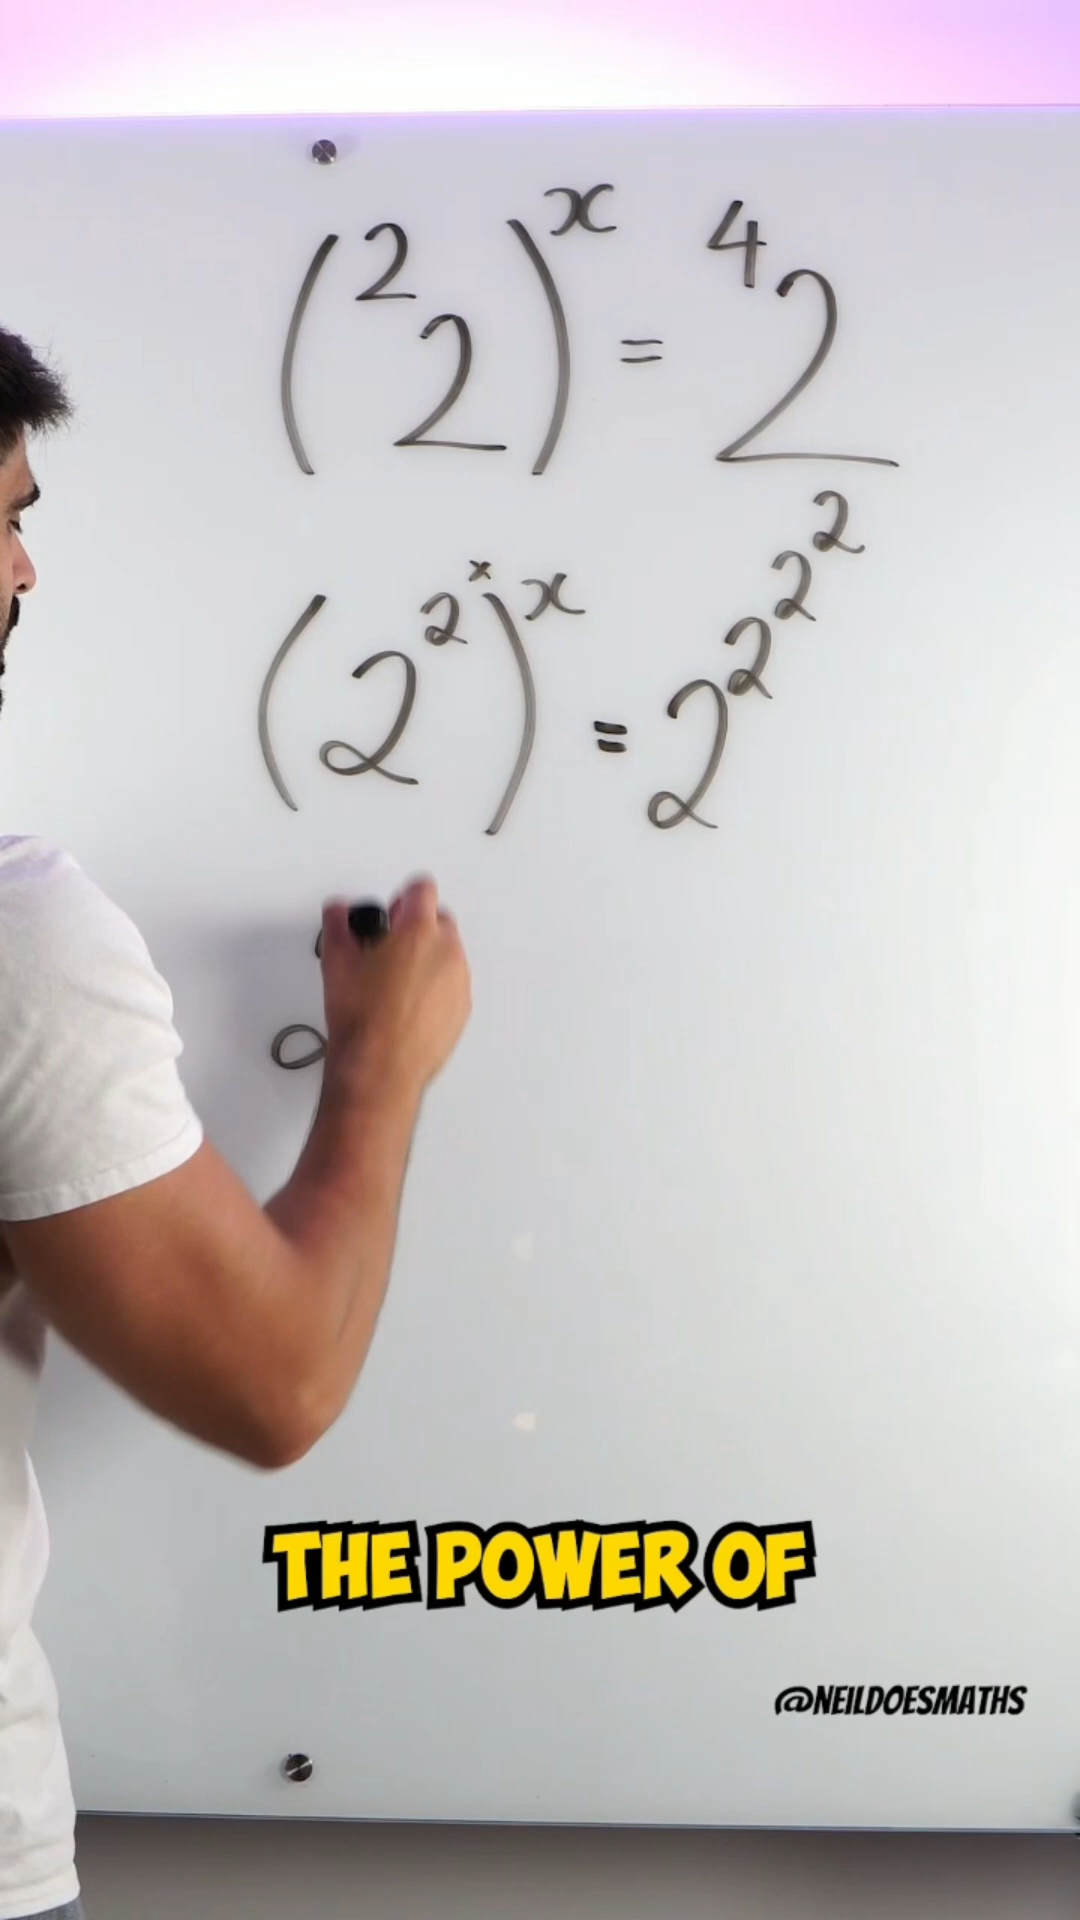 (²2)ˣ = ⁴2
(2^2^x)^x = 2^2^2^2
THE POWER OF
@NEILDOESMATHS